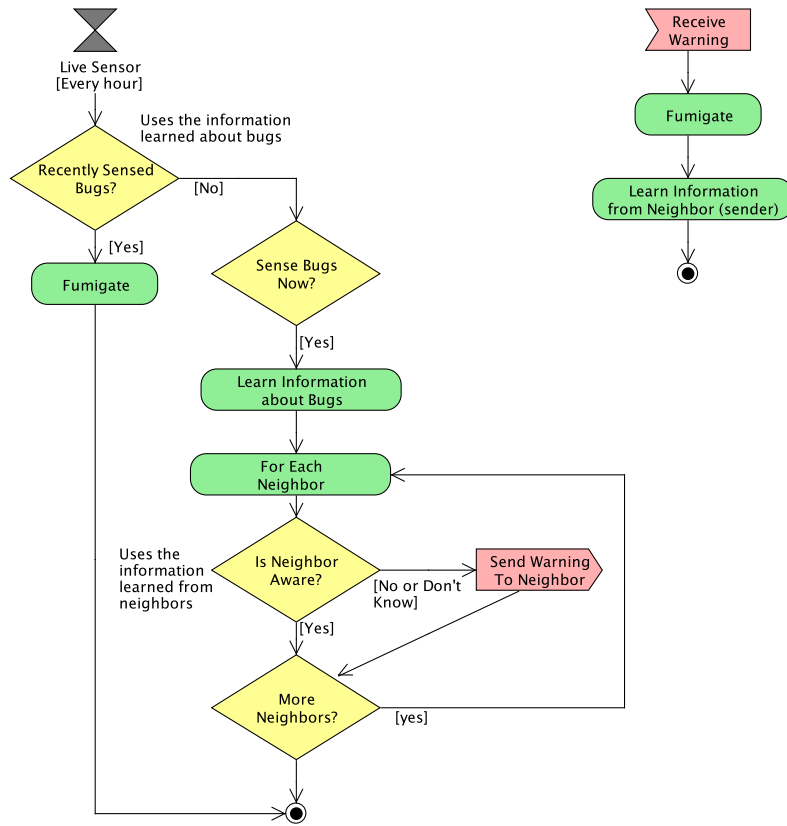 Live Sensor
[Every hour]
Uses the information
learned about bugs
Recently Sensed
Bugs?
[No]
[Yes]
Fumigate
Sense Bugs
Now?
[Yes]
Learn Information
about Bugs
For Each
Neighbor
Uses the
information
learned from
neighbors
Is Neighbor
Aware?
[No or Don't
Know]
Send Warning
To Neighbor
[Yes]
More
Neighbors?
[yes]
Receive
Warning
Fumigate
Learn Information
from Neighbor (sender)